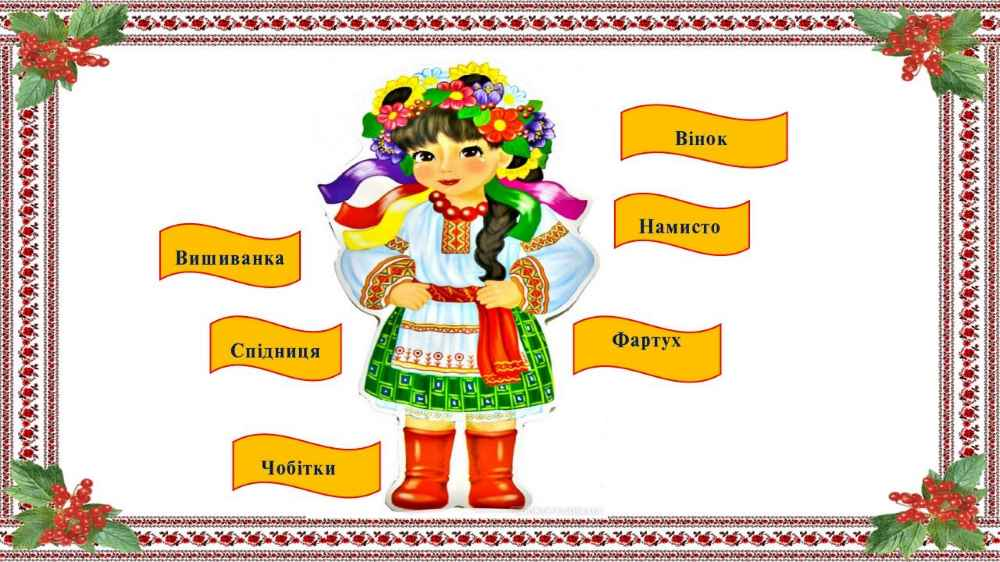 Вінок
Намисто
Вишиванка
Спідниця
Фартух
Чобітки